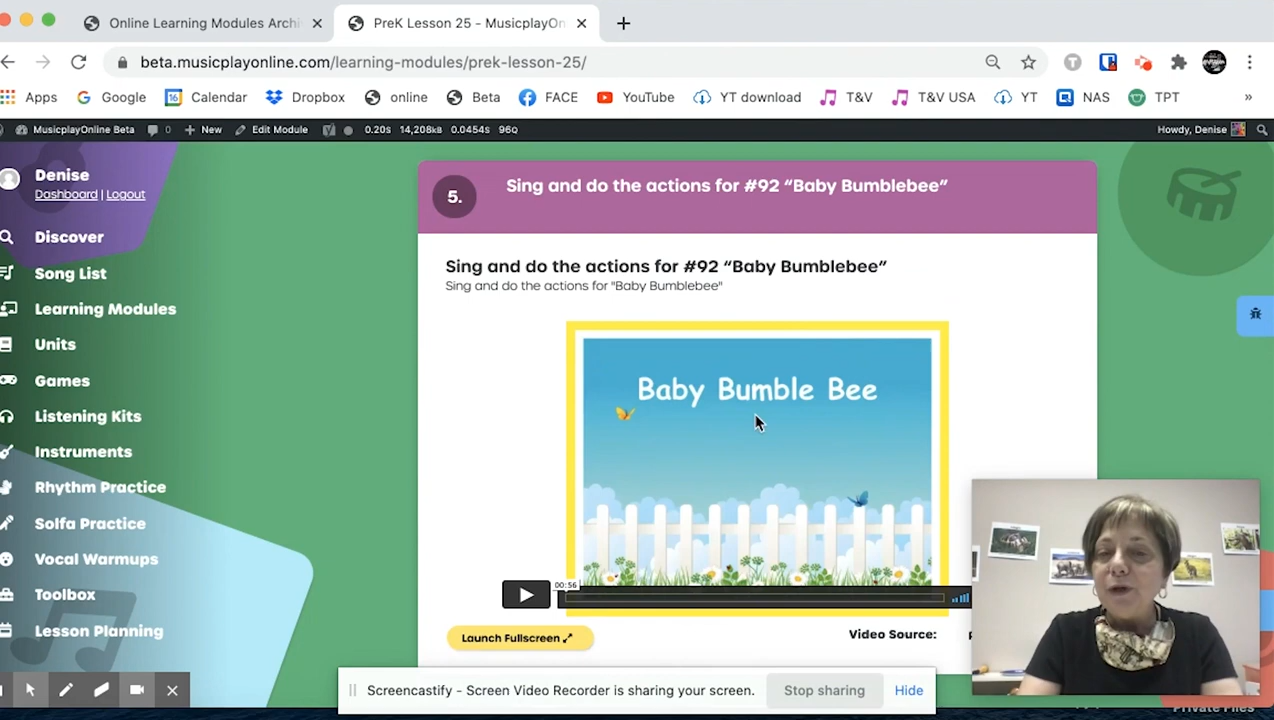 Online Learning Modules Archi
PreK Lesson 25 - MusicplayOn
beta.musicplayonline.com/learning-modules/prek-lesson-25/
Apps Google Calendar Dropbox online Beta FACE YouTube YT download T&V T&V USA YT NAS TPT »
MusicplayOnline Beta 0 New Edit Module 0.20s 14,208kB 0.0454s 96Q Howdy, Denise
Denise
Dashboard | Logout
Discover
Song List
Learning Modules
Units
Games
Listening Kits
Instruments
Rhythm Practice
Solfa Practice
Vocal Warmups
Toolbox
Lesson Planning
5. Sing and do the actions for #92 “Baby Bumblebee”
Sing and do the actions for #92 “Baby Bumblebee”
Sing and do the actions for "Baby Bumblebee"
Baby Bumble Bee
00:56
Launch Fullscreen
Video Source:
Screencastify - Screen Video Recorder is sharing your screen. Stop sharing Hide
Private Files